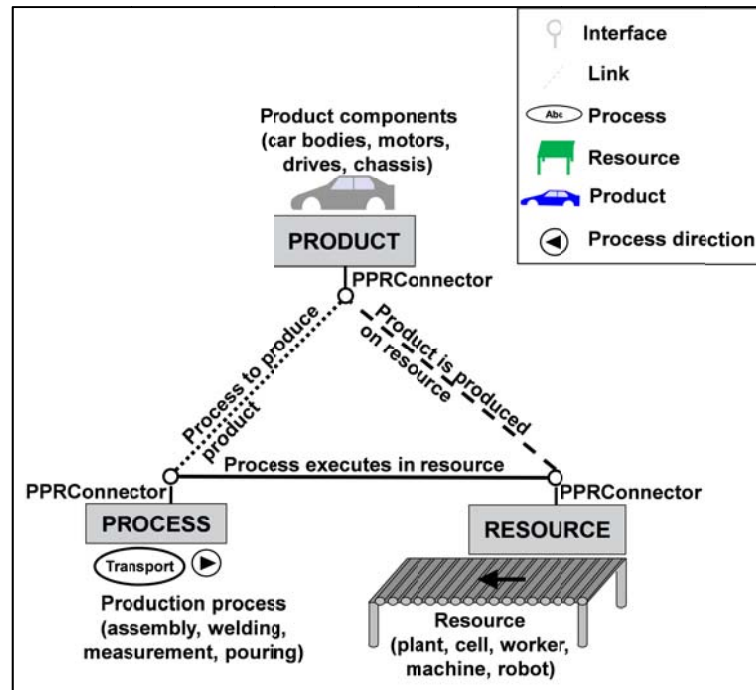 Interface
Link
Abc
Process
Resource
Product
Process direction
Product components
(car bodies, motors,
drives, chassis)
PRODUCT
PPRConnector
Process to produce
product
Product is produced
on resource
Process executes in resource
PPRConnector
PPRConnector
PROCESS
RESOURCE
Transport
Production process
(assembly, welding,
measurement, pouring)
Resource
(plant, cell, worker,
machine, robot)